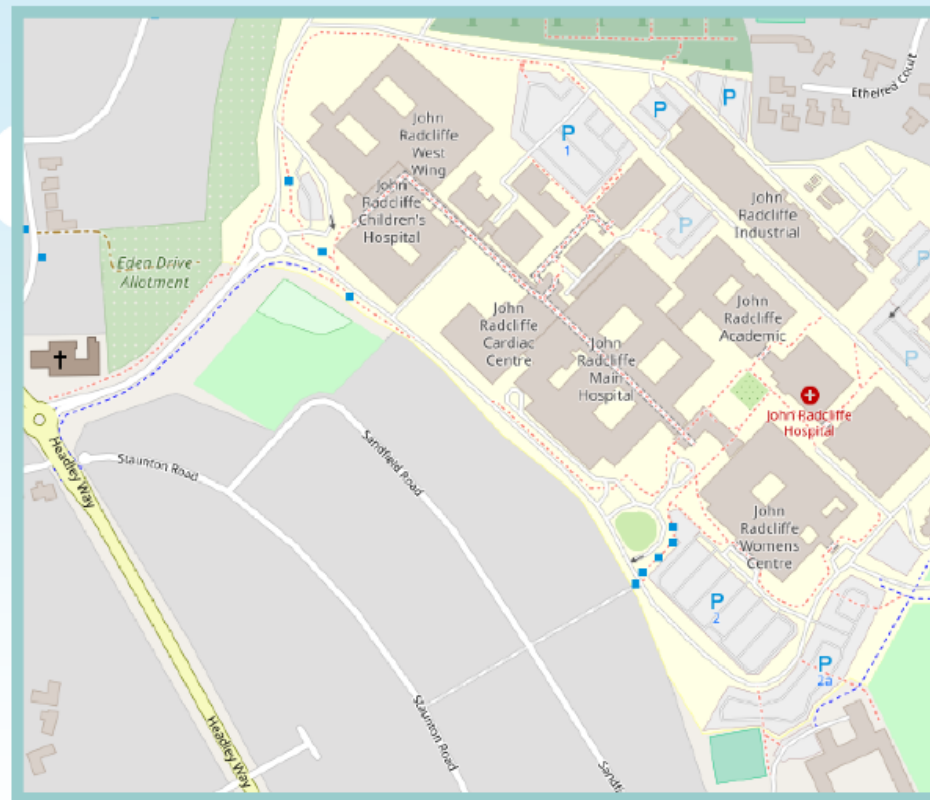 Ethelred Court
John
Radcliffe
West
Wing
P
1
P
P
John
Radcliffe
Children's
Hospital
P
John
Radcliffe
Industrial
P
Eden Drive
Allotment
John
Radcliffe
Cardiac
Centre
John
Radcliffe
Academic
P
John
Radcliffe
Main
Hospital
John Radcliffe
Hospital
Headley Way
Staunton Road
Sandfield Road
John
Radcliffe
Womens
Centre
P
2
P
2a
Staunton Road
Headley Way
Sandfi